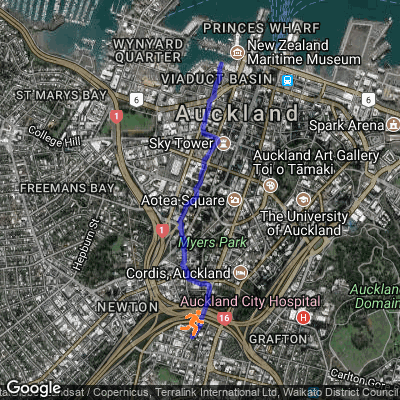 PRINCES WHARF
WYNYARD
QUARTER
New Zealand
Maritime Museum
VIADUCT BASIN
ST MARYS BAY
6
6
1
Auckland
College Hill
Sky Tower
Spark Arena
Auckland Art Gallery
Toi o Tāmaki
FREEMANS BAY
Aotea Square
The University
of Auckland
Hepburn St
1
Myers Park
Cordis, Auckland
Auckland
Domain
Auckland City Hospital
NEWTON
16
H
GRAFTON
Carlton Gore
Google
Landsat / Copernicus, Terralink International Ltd, Waikato District Council